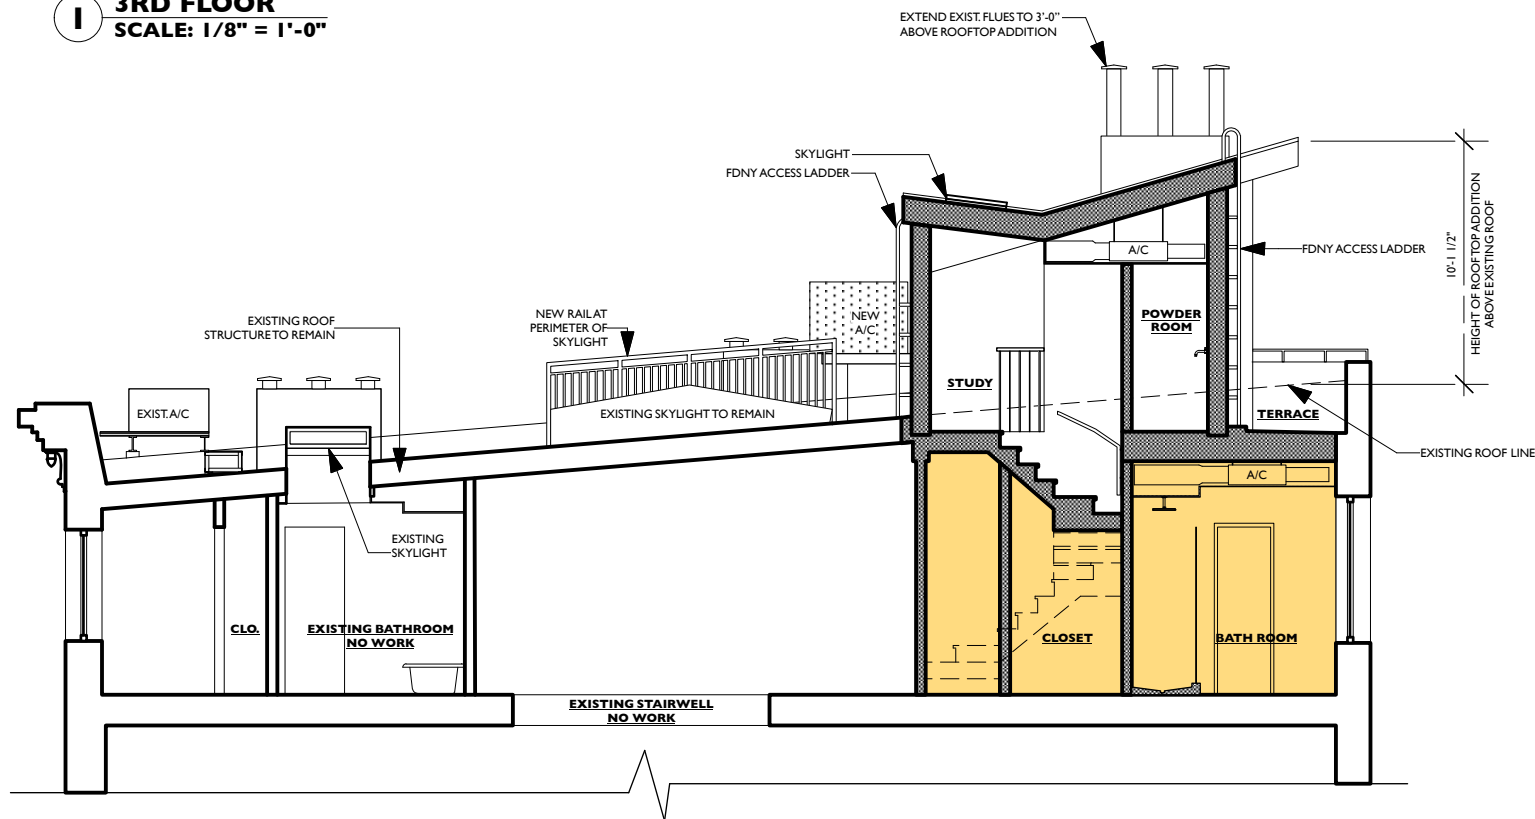 1
3RD FLOOR
SCALE: 1/8" = 1'-0"
EXTEND EXIST. FLUES TO 3'-0"
ABOVE ROOFTOP ADDITION
SKYLIGHT
FDNY ACCESS LADDER
A/C
FDNY ACCESS LADDER
10'-1 1/2"
HEIGHT OF ROOFTOP ADDITION
ABOVE EXISTING ROOF
EXISTING ROOF
STRUCTURE TO REMAIN
NEW RAIL AT
PERIMETER OF
SKYLIGHT
NEW
A/C
POWDER
ROOM
STUDY
EXIST. A/C
EXISTING SKYLIGHT TO REMAIN
TERRACE
EXISTING ROOF LINE
A/C
EXISTING
SKYLIGHT
CLO.
EXISTING BATHROOM
NO WORK
CLOSET
BATH ROOM
EXISTING STAIRWELL
NO WORK